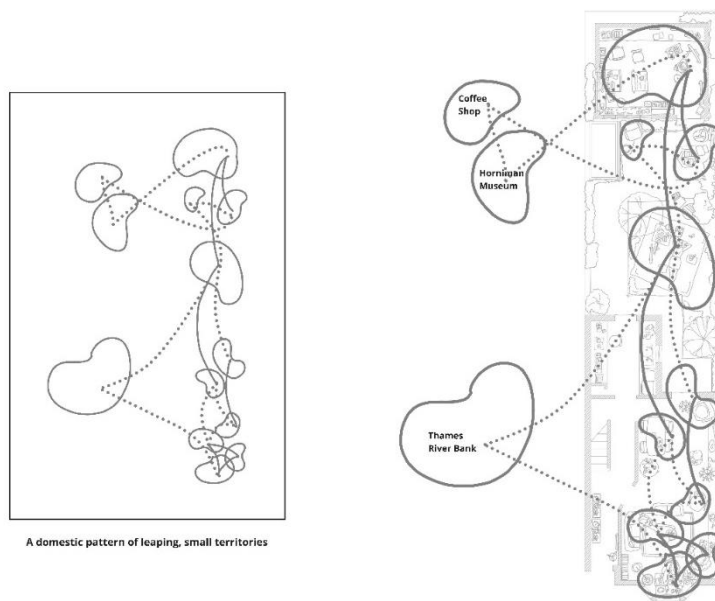 Coffee
Shop
Horniman
Museum
Thames
River Bank
A domestic pattern of leaping, small territories